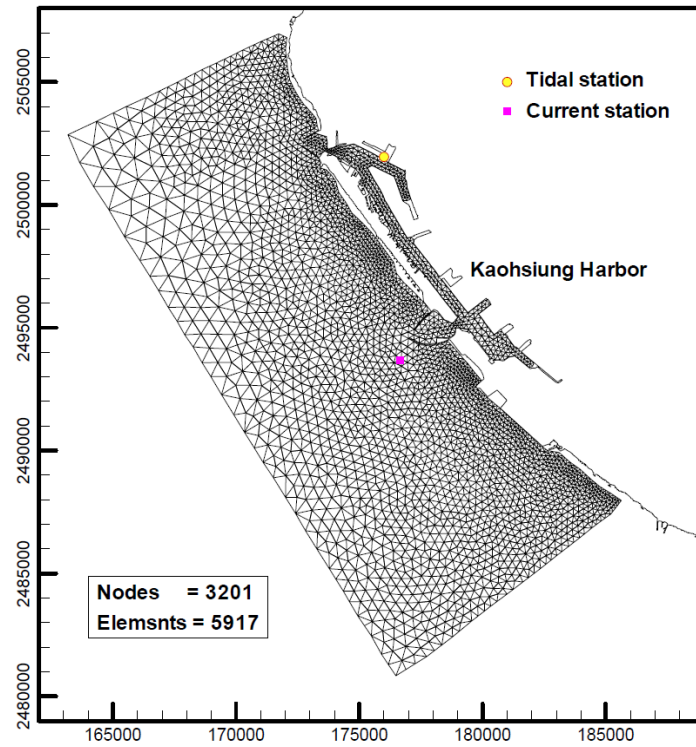 Tidal station
Current station
Kaohsiung Harbor
Nodes = 3201
Elemsnts = 5917
2505000
2500000
2495000
2490000
2485000
2480000
165000 170000 175000 180000 185000